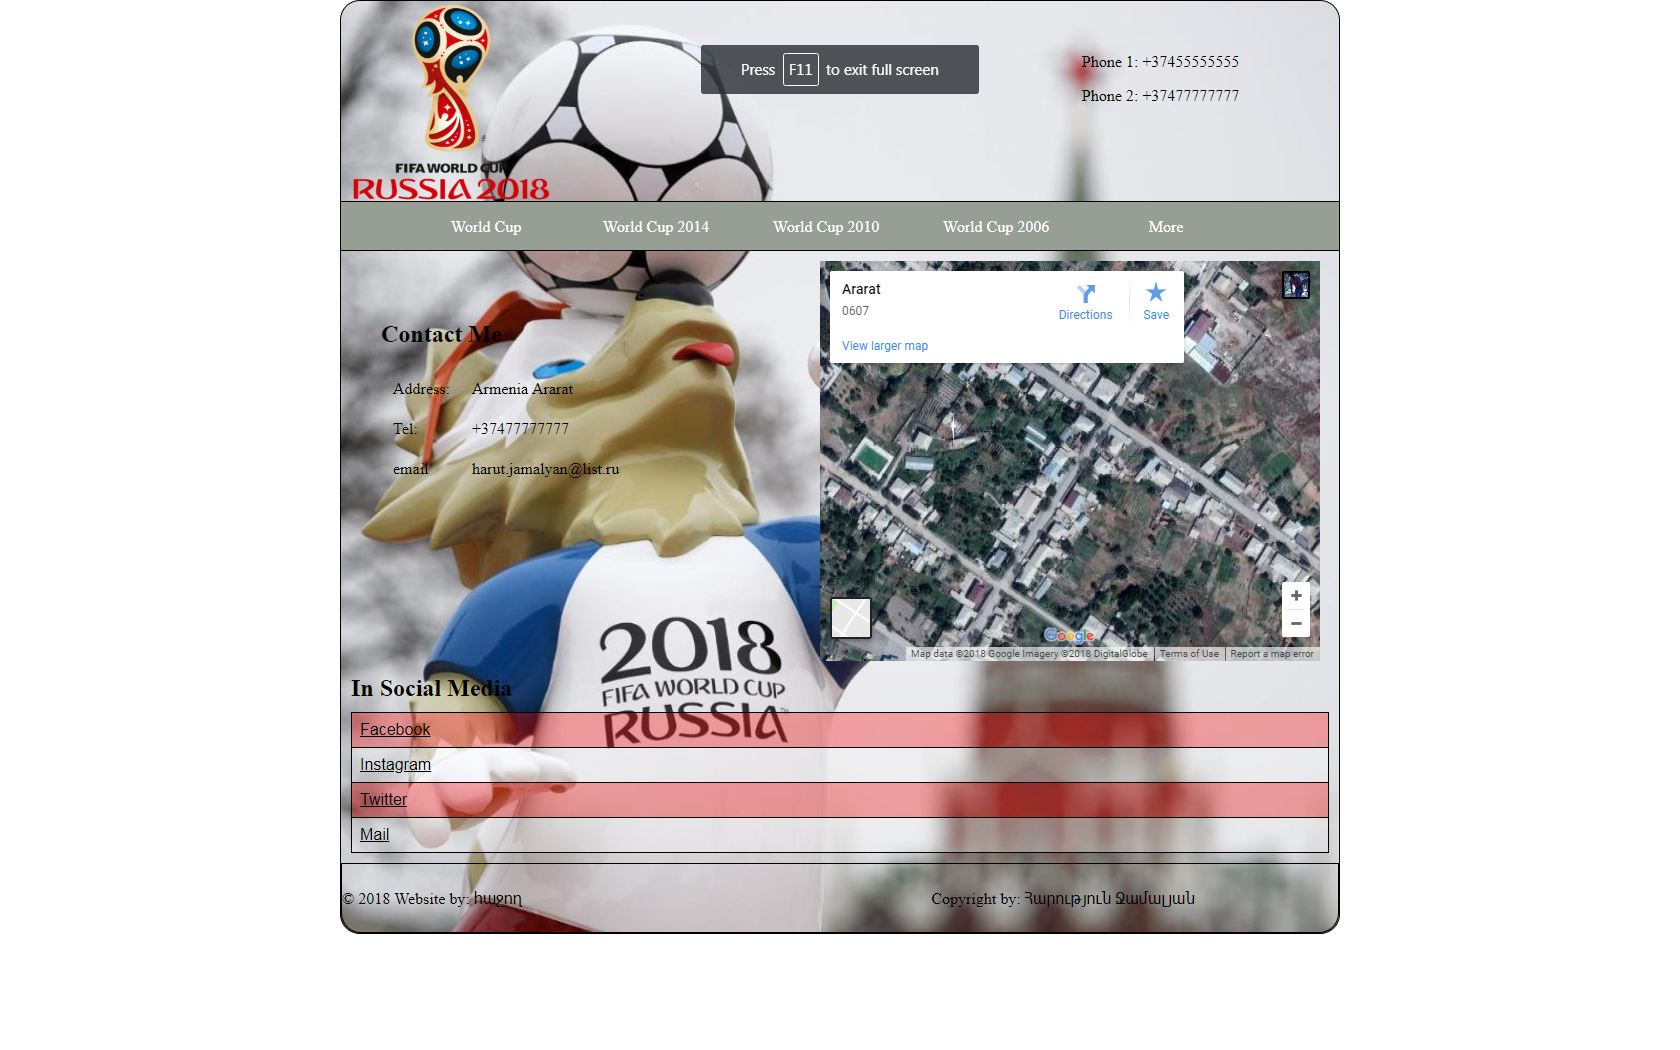 Press F11 to exit full screen
Phone 1: +37455555555
Phone 2: +37477777777
FIFA WORLD CUP
RUSSIA 2018
World Cup
World Cup 2014
World Cup 2010
World Cup 2006
More
Contact Me
Address: Armenia Ararat
Tel: +37477777777
email harut.jamalyan@list.ru
Ararat
0607
Directions
Save
View larger map
Google
Map data ©2018 Google Imagery ©2018 DigitalGlobe
Terms of Use
Report a map error
2018
FIFA WORLD CUP
RUSSIA
In Social Media
Facebook
Instagram
Twitter
Mail
© 2018 Website by: հաջող
Copyright by: Հարություն Ջամալյան